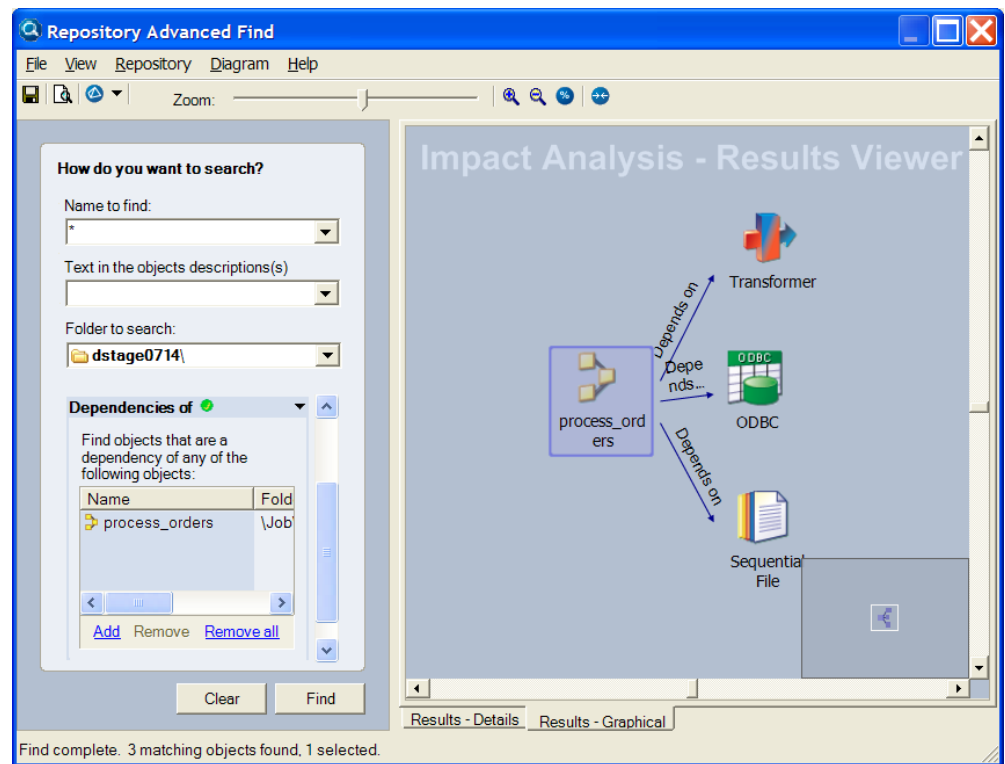 Repository Advanced Find
File View Repository Diagram Help
Zoom:
How do you want to search?
Name to find:
*
Text in the objects descriptions(s)
Folder to search:
dstage0714\
Dependencies of
Find objects that are a
dependency of any of the
following objects:
Name Fold
process_orders \Job
Add Remove Remove all
Clear Find
Impact Analysis - Results Viewer
Transformer
Depends on
process_ord
ers
Depe
nds...
ODBC
ODBC
Depends on
Sequential
File
Results - Details Results - Graphical
Find complete. 3 matching objects found, 1 selected.